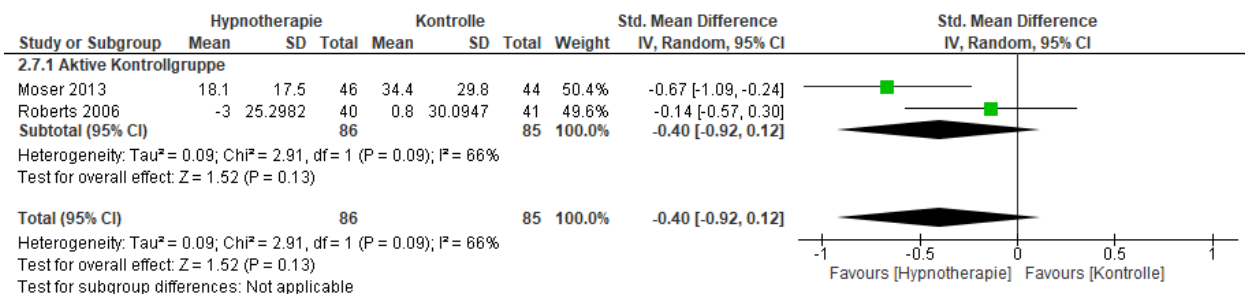 Hypnotherapie Kontrolle Std. Mean Difference Std. Mean Difference
Study or Subgroup Mean SD Total Mean SD Total Weight IV, Random, 95% CI IV, Random, 95% CI
2.7.1 Aktive Kontrollgruppe
Moser 2013 18.1 17.5 46 34.4 29.8 44 50.4% -0.67 [-1.09, -0.24]
Roberts 2006 -3 25.2982 40 0.8 30.0947 41 49.6% -0.14 [-0.57, 0.30]
Subtotal (95% CI) 86 85 100.0% -0.40 [-0.92, 0.12]
Heterogeneity: Tau² = 0.09; Chi² = 2.91, df = 1 (P = 0.09); I² = 66%
Test for overall effect: Z = 1.52 (P = 0.13)
Total (95% CI) 86 85 100.0% -0.40 [-0.92, 0.12]
Heterogeneity: Tau² = 0.09; Chi² = 2.91, df = 1 (P = 0.09); I² = 66%
Test for overall effect: Z = 1.52 (P = 0.13)
Test for subgroup differences: Not applicable
-1 -0.5 0 0.5 1
Favours [Hypnotherapie] Favours [Kontrolle]